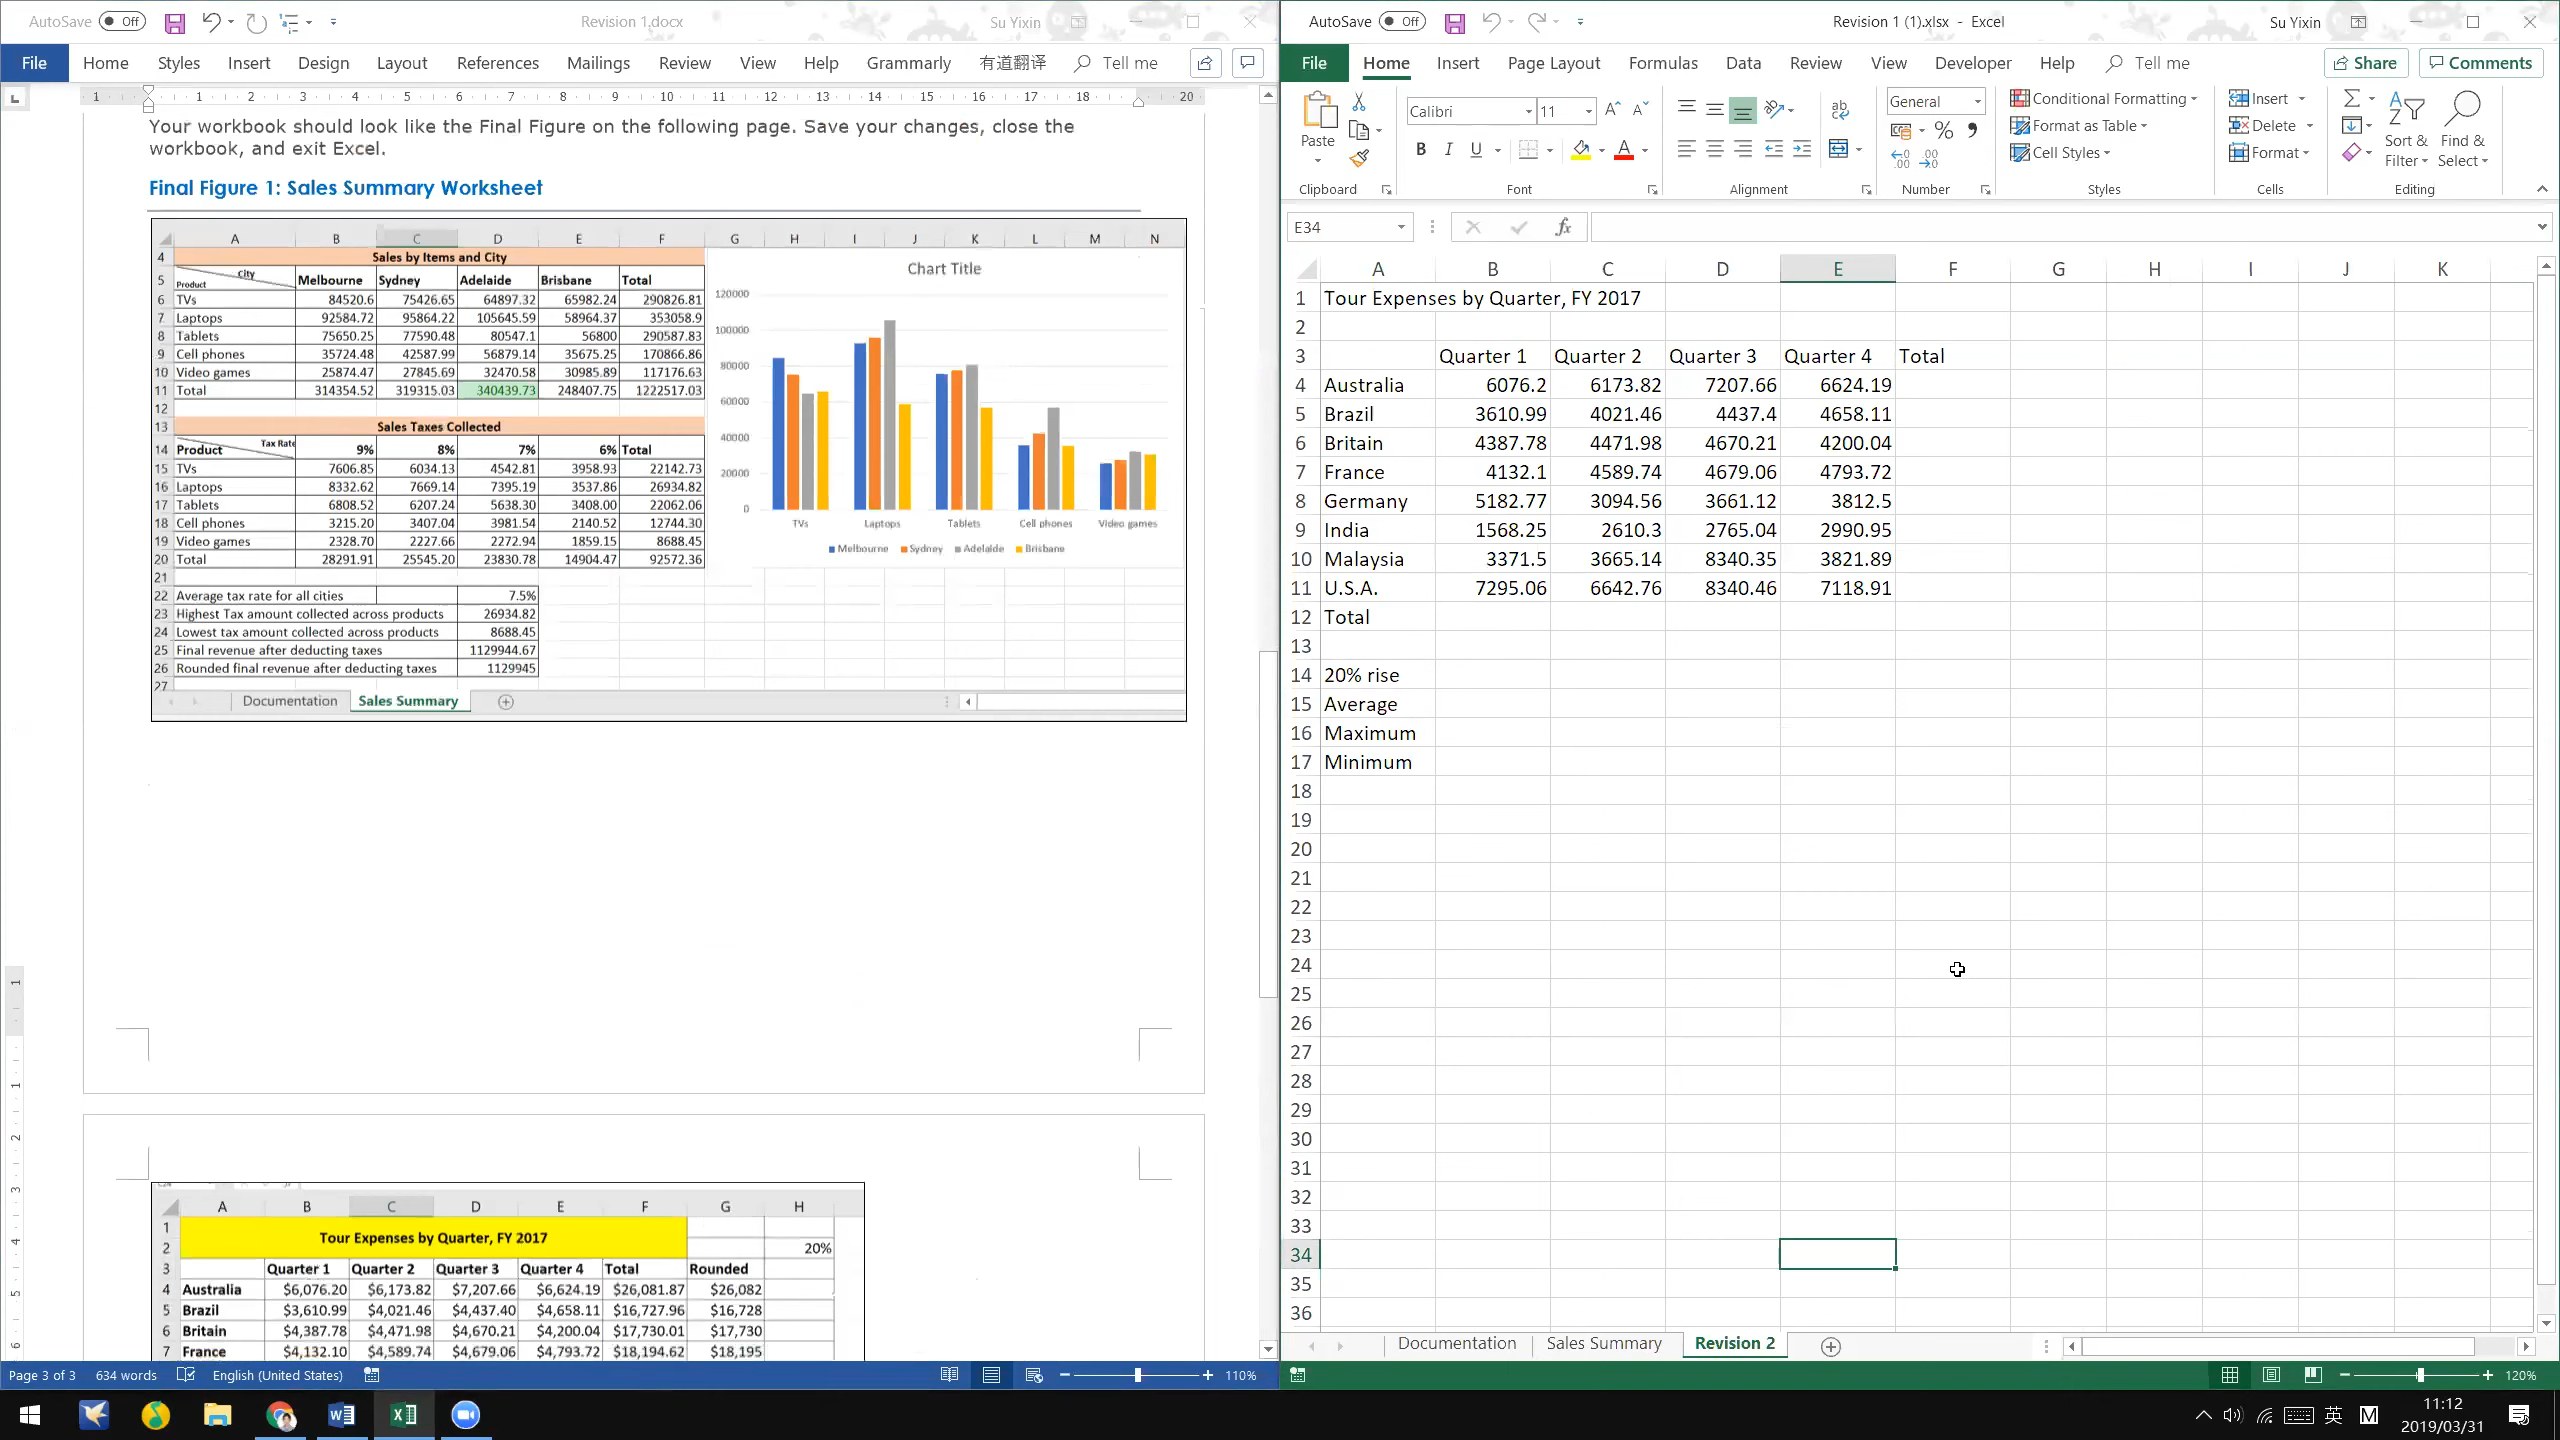 AutoSave Off Revision 1.docx Su Yixin
File Home Styles Insert Design Layout References Mailings Review View Help Grammarly 有道翻译 Tell me
1 1 2 3 4 5 6 7 8 9 10 11 12 13 14 15 16 17 18 20
Your workbook should look like the Final Figure on the following page. Save your changes, close the
workbook, and exit Excel.
Final Figure 1: Sales Summary Worksheet
A B C D E F G H I J K L M N
4 Sales by Items and City
5 City Product Melbourne Sydney Adelaide Brisbane Total
6 TVs 84520.6 75426.65 64897.32 65982.24 290826.81
7 Laptops 92584.72 95864.22 105645.59 58964.37 353058.9
8 Tablets 75650.25 77590.48 80547.1 56800 290587.83
9 Cell phones 35724.48 42587.99 56879.14 35675.25 170866.86
10 Video games 25874.47 27845.69 32470.58 30985.89 117176.63
11 Total 314354.52 319315.03 340439.73 248407.75 1222517.03
12
13 Sales Taxes Collected
14 Product Tax Rate 9% 8% 7% 6% Total
15 TVs 7606.85 6034.13 4542.81 3958.93 22142.73
16 Laptops 8332.62 7669.14 7395.19 3537.86 26934.82
17 Tablets 6808.52 6207.24 5638.30 3408.00 22062.06
18 Cell phones 3215.20 3407.04 3981.54 2140.52 12744.30
19 Video games 2328.70 2227.66 2272.94 1859.15 8688.45
20 Total 28291.91 25545.20 23830.78 14904.47 92572.36
21
22 Average tax rate for all cities 7.5%
23 Highest Tax amount collected across products 26934.82
24 Lowest tax amount collected across products 8688.45
25 Final revenue after deducting taxes 1129944.67
26 Rounded final revenue after deducting taxes 1129945
27
Chart Title
120000
100000
80000
60000
40000
20000
0
TVs Laptops Tablets Cell phones Video games
Melbourne Sydney Adelaide Brisbane
Documentation Sales Summary
A B C D E F G H
1 Tour Expenses by Quarter, FY 2017
2 20%
3 Quarter 1 Quarter 2 Quarter 3 Quarter 4 Total Rounded
4 Australia $6,076.20 $6,173.82 $7,207.66 $6,624.19 $26,081.87 $26,082
5 Brazil $3,610.99 $4,021.46 $4,437.40 $4,658.11 $16,727.96 $16,728
6 Britain $4,387.78 $4,471.98 $4,670.21 $4,200.04 $17,730.01 $17,730
7 France $4,132.10 $4,589.74 $4,679.06 $4,793.72 $18,194.62 $18,195
1
1
2
3
4
5
6
Page 3 of 3 634 words English (United States) 110%
AutoSave Off Revision 1 (1).xlsx - Excel Su Yixin
File Home Insert Page Layout Formulas Data Review View Developer Help Tell me Share Comments
Paste Calibri 11 General Conditional Formatting Format as Table Cell Styles Insert Delete Format Sort & Filter Find & Select
Clipboard Font Alignment Number Styles Cells Editing
E34 fx
A B C D E F G H I J K
1 Tour Expenses by Quarter, FY 2017
2
3 Quarter 1 Quarter 2 Quarter 3 Quarter 4 Total
4 Australia 6076.2 6173.82 7207.66 6624.19
5 Brazil 3610.99 4021.46 4437.4 4658.11
6 Britain 4387.78 4471.98 4670.21 4200.04
7 France 4132.1 4589.74 4679.06 4793.72
8 Germany 5182.77 3094.56 3661.12 3812.5
9 India 1568.25 2610.3 2765.04 2990.95
10 Malaysia 3371.5 3665.14 8340.35 3821.89
11 U.S.A. 7295.06 6642.76 8340.46 7118.91
12 Total
13
14 20% rise
15 Average
16 Maximum
17 Minimum
18
19
20
21
22
23
24
25
26
27
28
29
30
31
32
33
34
35
36
Documentation Sales Summary Revision 2
120%
英 M 11:12
2019/03/31